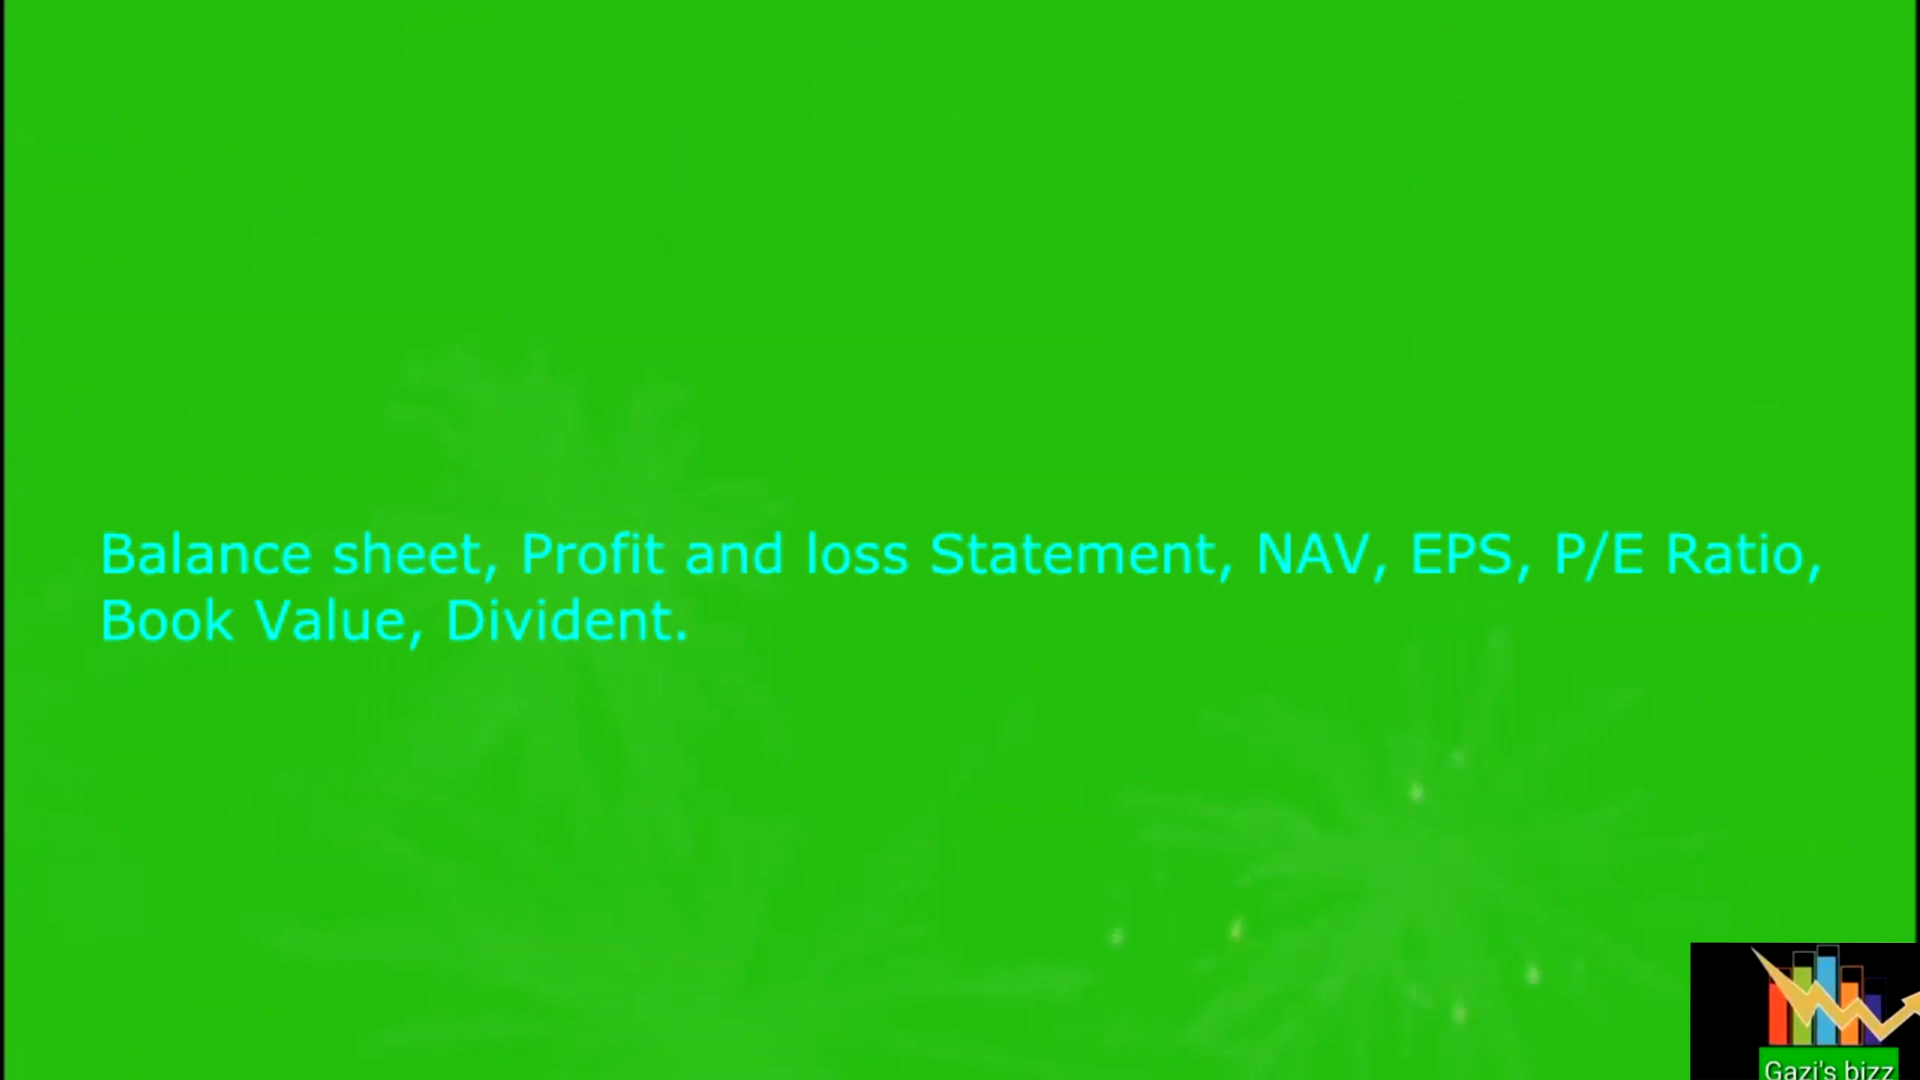 Balance sheet, Profit and loss Statement, NAV, EPS, P/E Ratio,
Book Value, Divident.
Gazi's bizz